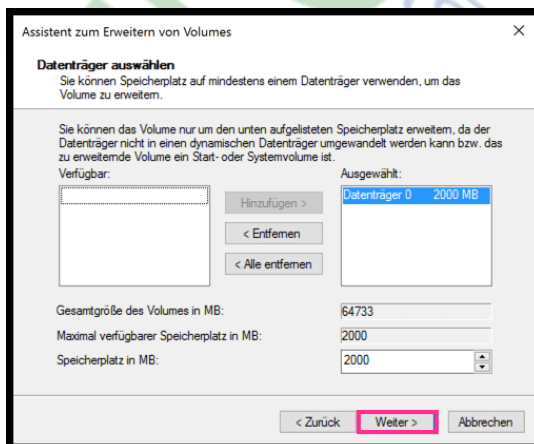 Assistent zum Erweitern von Volumes
Datenträger auswählen
Sie können Speicherplatz auf mindestens einem Datenträger verwenden, um das
Volume zu erweitern.
Sie können das Volume nur um den unten aufgelisteten Speicherplatz erweitern, da der
Datenträger nicht in einen dynamischen Datenträger umgewandelt werden kann bzw. das
zu erweiternde Volume ein Start- oder Systemvolume ist.
Verfügbar:
Ausgewählt:
Hinzufügen >
Datenträger 0 2000 MB
< Entfernen
< Alle entfernen
Gesamtgröße des Volumes in MB: 64733
Maximal verfügbarer Speicherplatz in MB: 2000
Speicherplatz in MB: 2000
< Zurück Weiter > Abbrechen